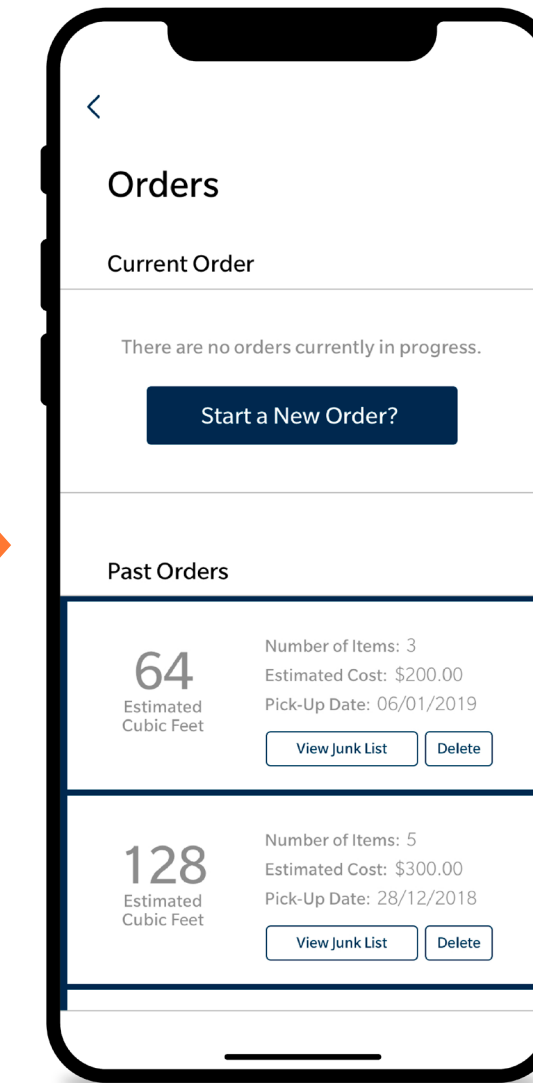 Orders
Current Order
There are no orders currently in progress.
Start a New Order?
Past Orders
64
Estimated
Cubic Feet
Number of Items: 3
Estimated Cost: $200.00
Pick-Up Date: 06/01/2019
View Junk List
Delete
128
Estimated
Cubic Feet
Number of Items: 5
Estimated Cost: $300.00
Pick-Up Date: 28/12/2018
View Junk List
Delete